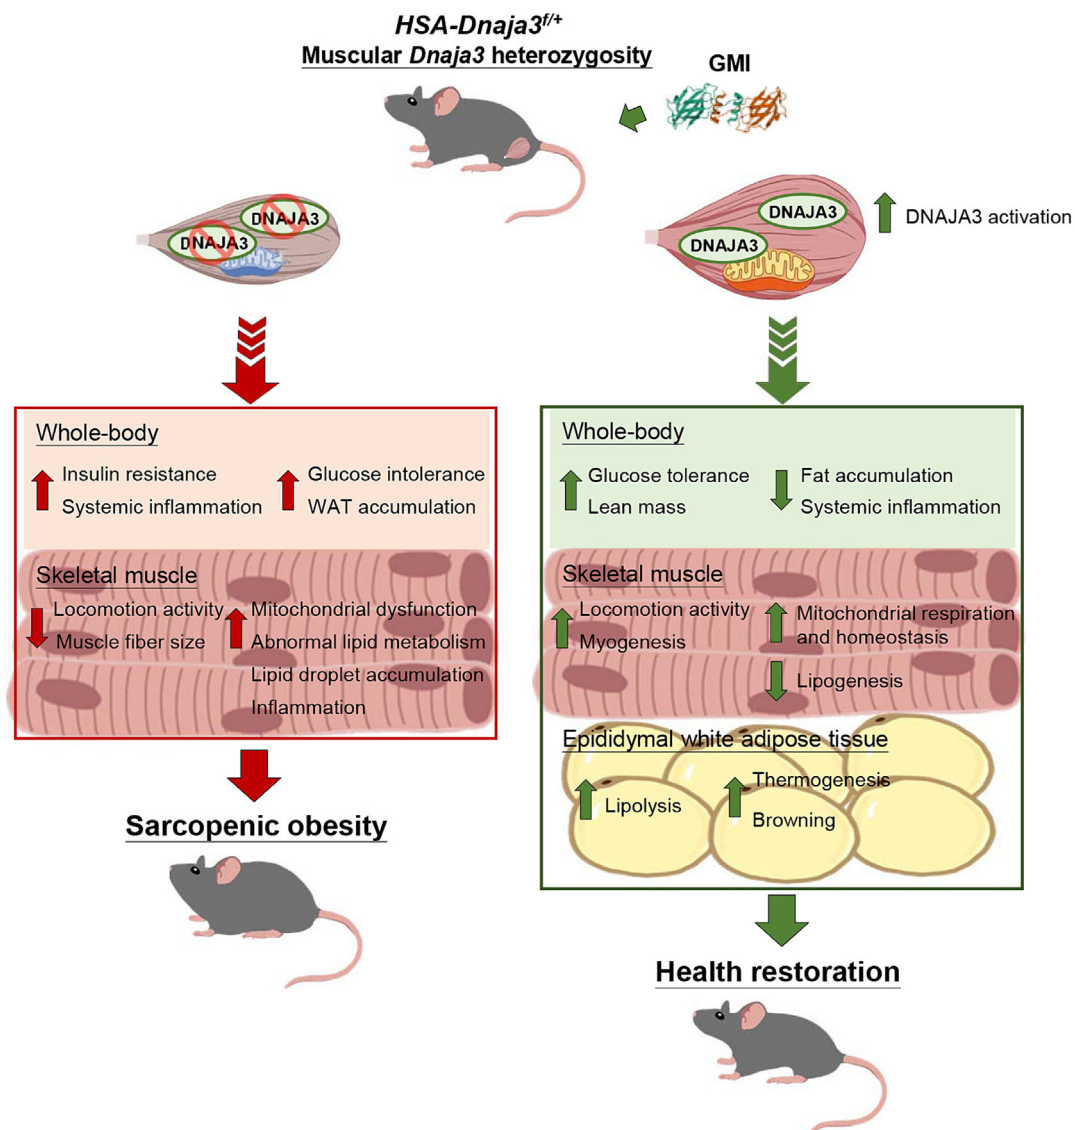 HSA-Dnaja3f/+
Muscular Dnaja3 heterozygosity
GMI
DNAJA3
DNAJA3
DNAJA3
DNAJA3
DNAJA3 activation
Whole-body
Insulin resistance
Systemic inflammation
Glucose intolerance
WAT accumulation
Skeletal muscle
Locomotion activity
Muscle fiber size
Mitochondrial dysfunction
Abnormal lipid metabolism
Lipid droplet accumulation
Inflammation
Sarcopenic obesity
Whole-body
Glucose tolerance
Lean mass
Fat accumulation
Systemic inflammation
Skeletal muscle
Locomotion activity
Myogenesis
Mitochondrial respiration
and homeostasis
Lipogenesis
Epididymal white adipose tissue
Lipolysis
Thermogenesis
Browning
Health restoration